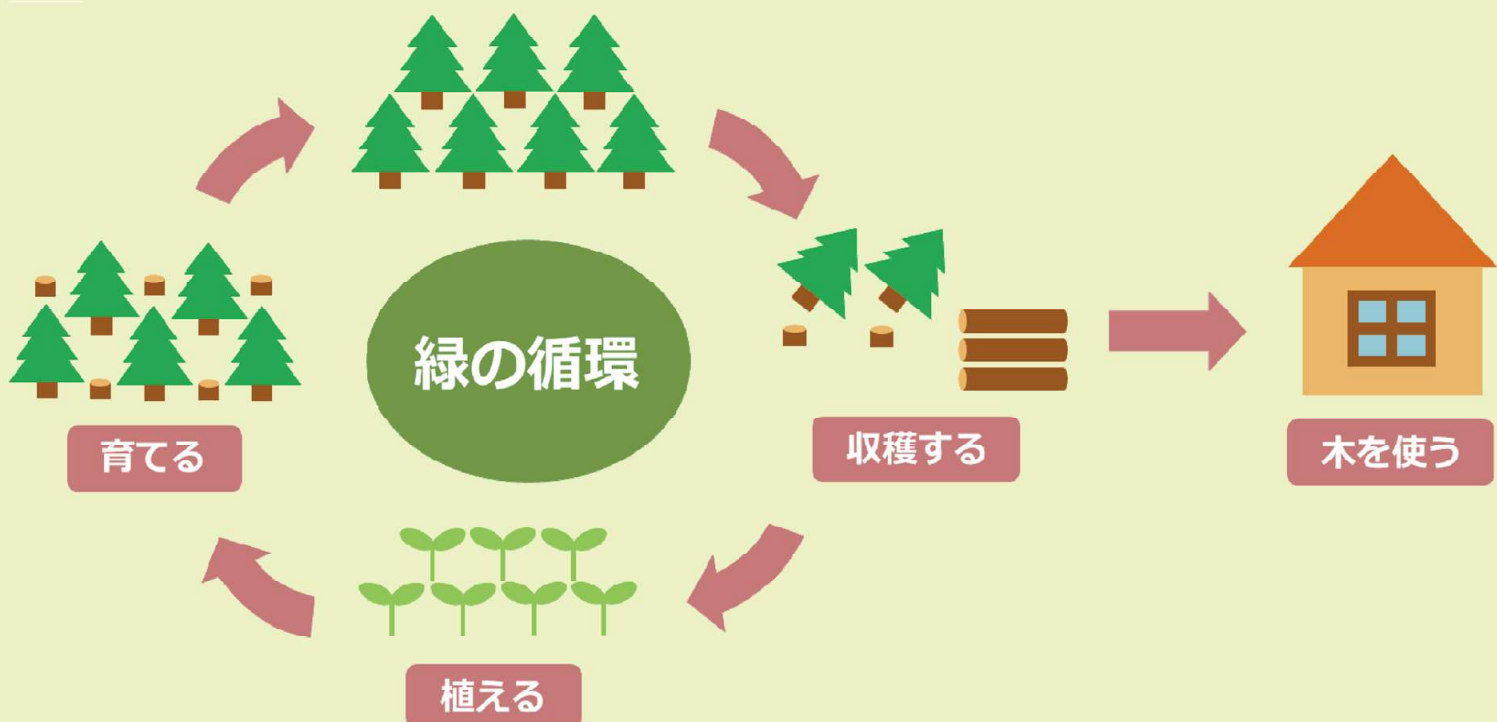 緑の循環
育てる
収穫する
木を使う
植える